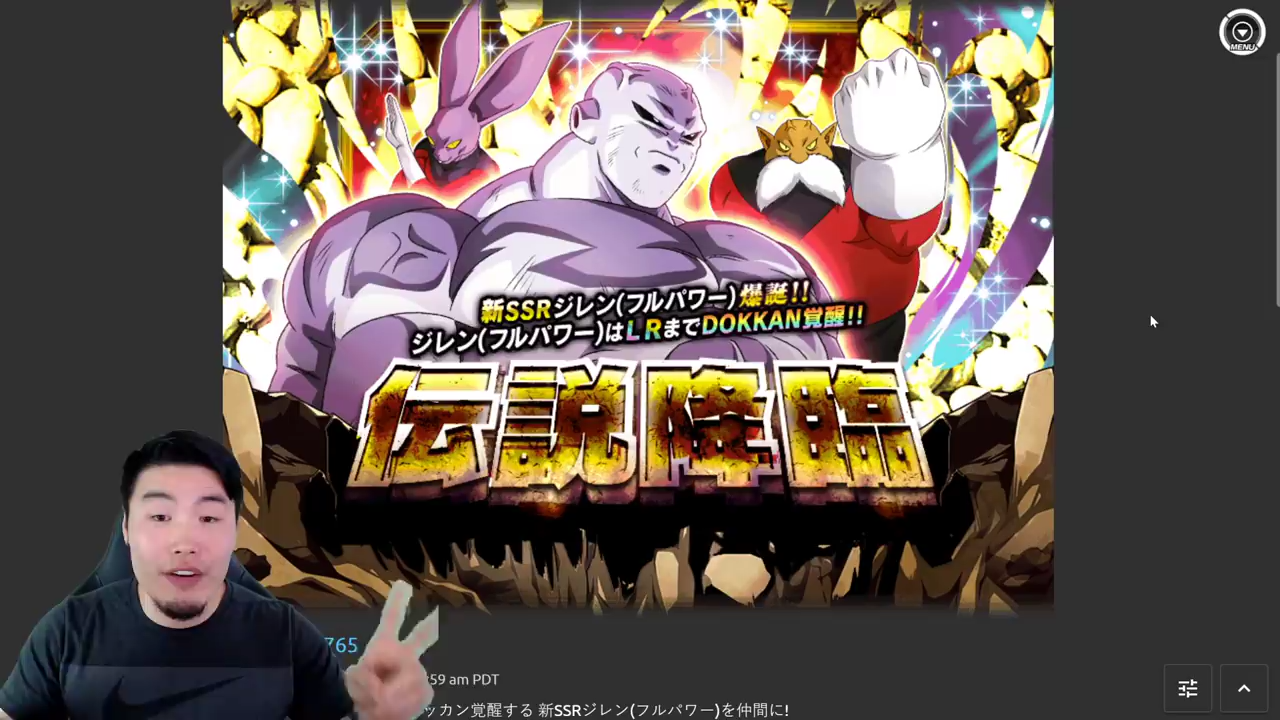 MENU
新SSRジレン(フルパワー)爆誕!!
ジレン(フルパワー)はLRまでDOKKAN覚醒!!
伝説降臨
765
:59 am PDT
ッカン覚醒する 新SSRジレン(フルパワー)を仲間に!